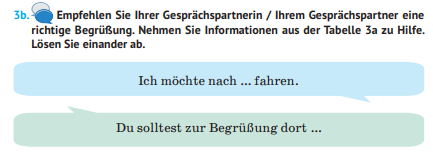 3b. Empfehlen Sie Ihrer Gesprächspartnerin / Ihrem Gesprächspartner eine
richtige Begrüßung. Nehmen Sie Informationen aus der Tabelle 3a zu Hilfe.
Lösen Sie einander ab.
Ich möchte nach ... fahren.
Du solltest zur Begrüßung dort ...